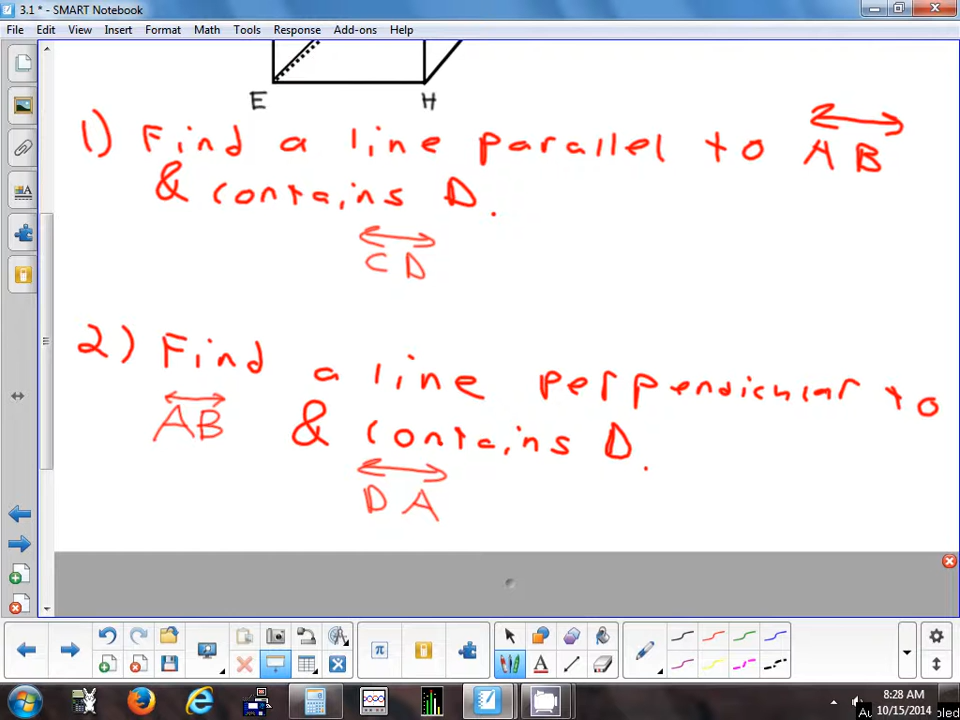 3.1 * - SMART Notebook
File Edit View Insert Format Math Tools Response Add-ons Help
E H
1) Find a line parallel to AB
& contains D.
CD
2) Find a line perpendicular to
AB & contains D.
DA
π
A
8:28 AM
10/15/2014